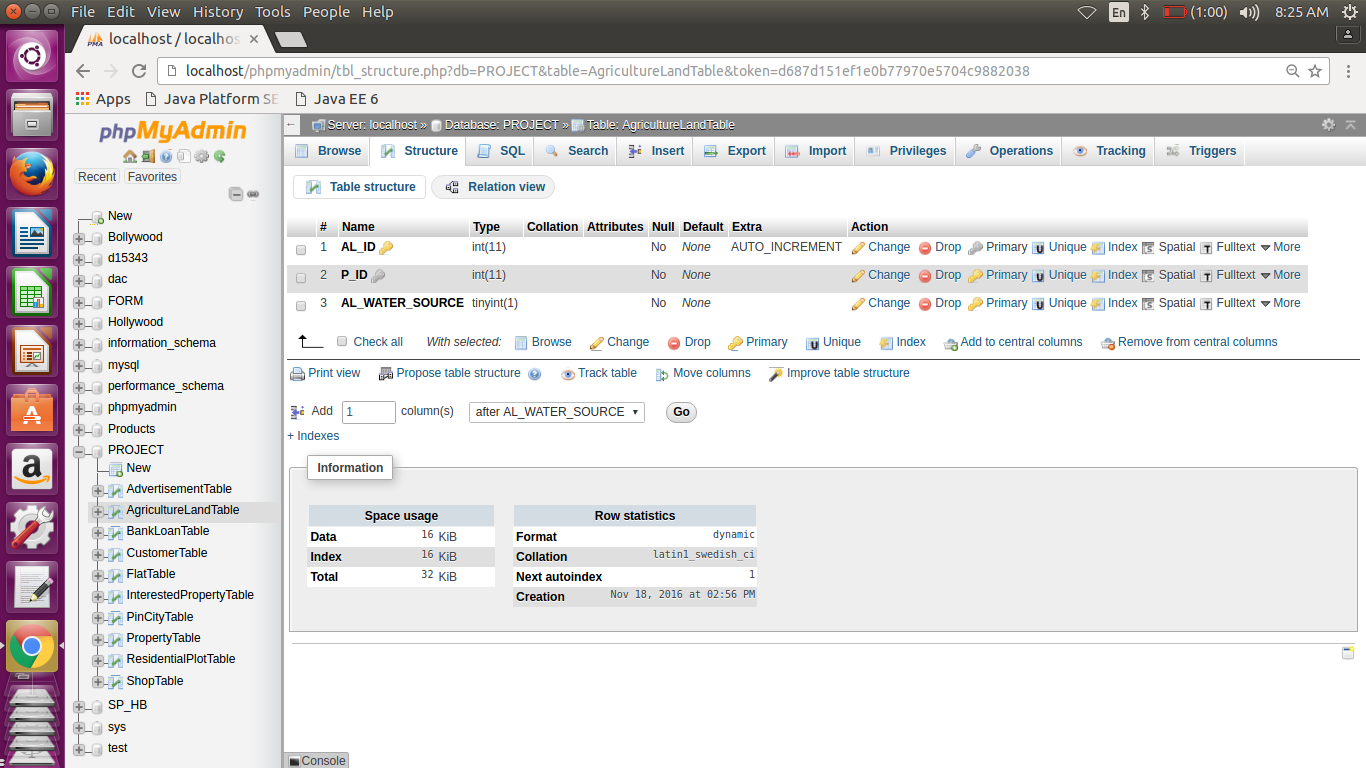 File Edit View History Tools People Help
En (1:00) 8:25 AM
PMA localhost / localhos
localhost/phpmyadmin/tbl_structure.php?db=PROJECT&table=AgricultureLandTable&token=d687d151ef1e0b77970e5704c9882038
Apps Java Platform SE Java EE 6
phpMyAdmin
Recent Favorites
New
Bollywood
d15343
dac
FORM
Hollywood
information_schema
mysql
performance_schema
phpmyadmin
Products
PROJECT
New
AdvertisementTable
AgricultureLandTable
BankLoanTable
CustomerTable
FlatTable
InterestedPropertyTable
PinCityTable
PropertyTable
ResidentialPlotTable
ShopTable
SP_HB
sys
test
Server: localhost » Database: PROJECT » Table: AgricultureLandTable
Browse Structure SQL Search Insert Export Import Privileges Operations Tracking Triggers
Table structure Relation view
# Name Type Collation Attributes Null Default Extra Action
1 AL_ID int(11) No None AUTO_INCREMENT Change Drop Primary Unique Index Spatial Fulltext More
2 P_ID int(11) No None Change Drop Primary Unique Index Spatial Fulltext More
3 AL_WATER_SOURCE tinyint(1) No None Change Drop Primary Unique Index Spatial Fulltext More
Check all With selected: Browse Change Drop Primary Unique Index Add to central columns Remove from central columns
Print view Propose table structure Track table Move columns Improve table structure
Add 1 column(s) after AL_WATER_SOURCE Go
+ Indexes
Information
Space usage
Data 16 KiB
Index 16 KiB
Total 32 KiB
Row statistics
Format dynamic
Collation latin1_swedish_ci
Next autoindex 1
Creation Nov 18, 2016 at 02:56 PM
Console